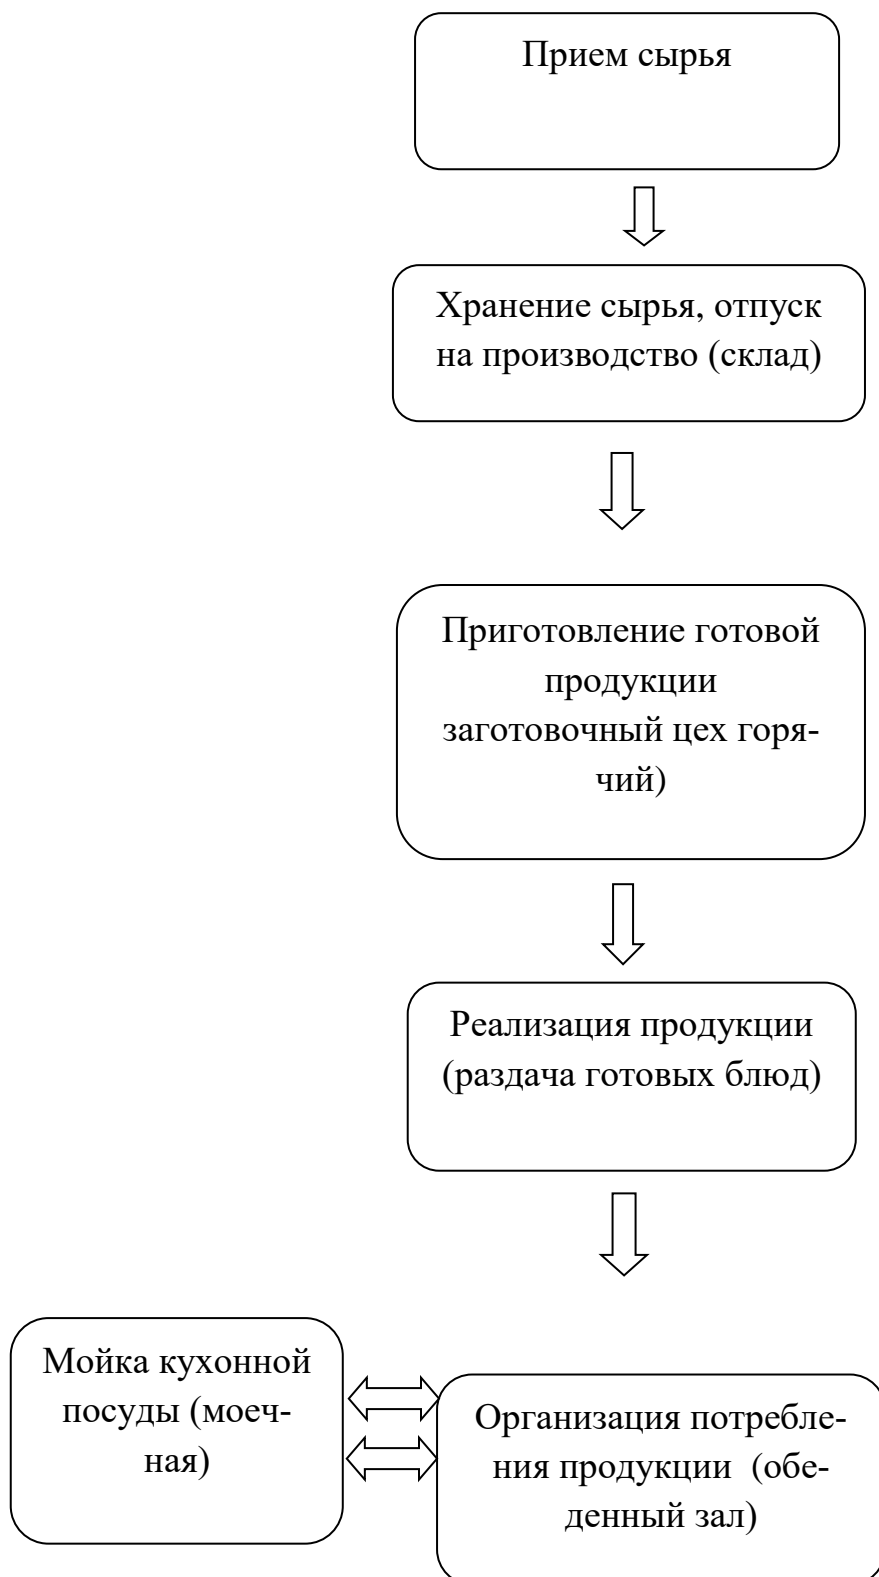 Прием сырья
Хранение сырья, отпуск
на производство (склад)
Приготовление готовой
продукции
заготовочный цех горя-
чий)
Реализация продукции
(раздача готовых блюд)
Мойка кухонной
посуды (моеч-
ная)
Организация потребле-
ния продукции (обе-
денный зал)